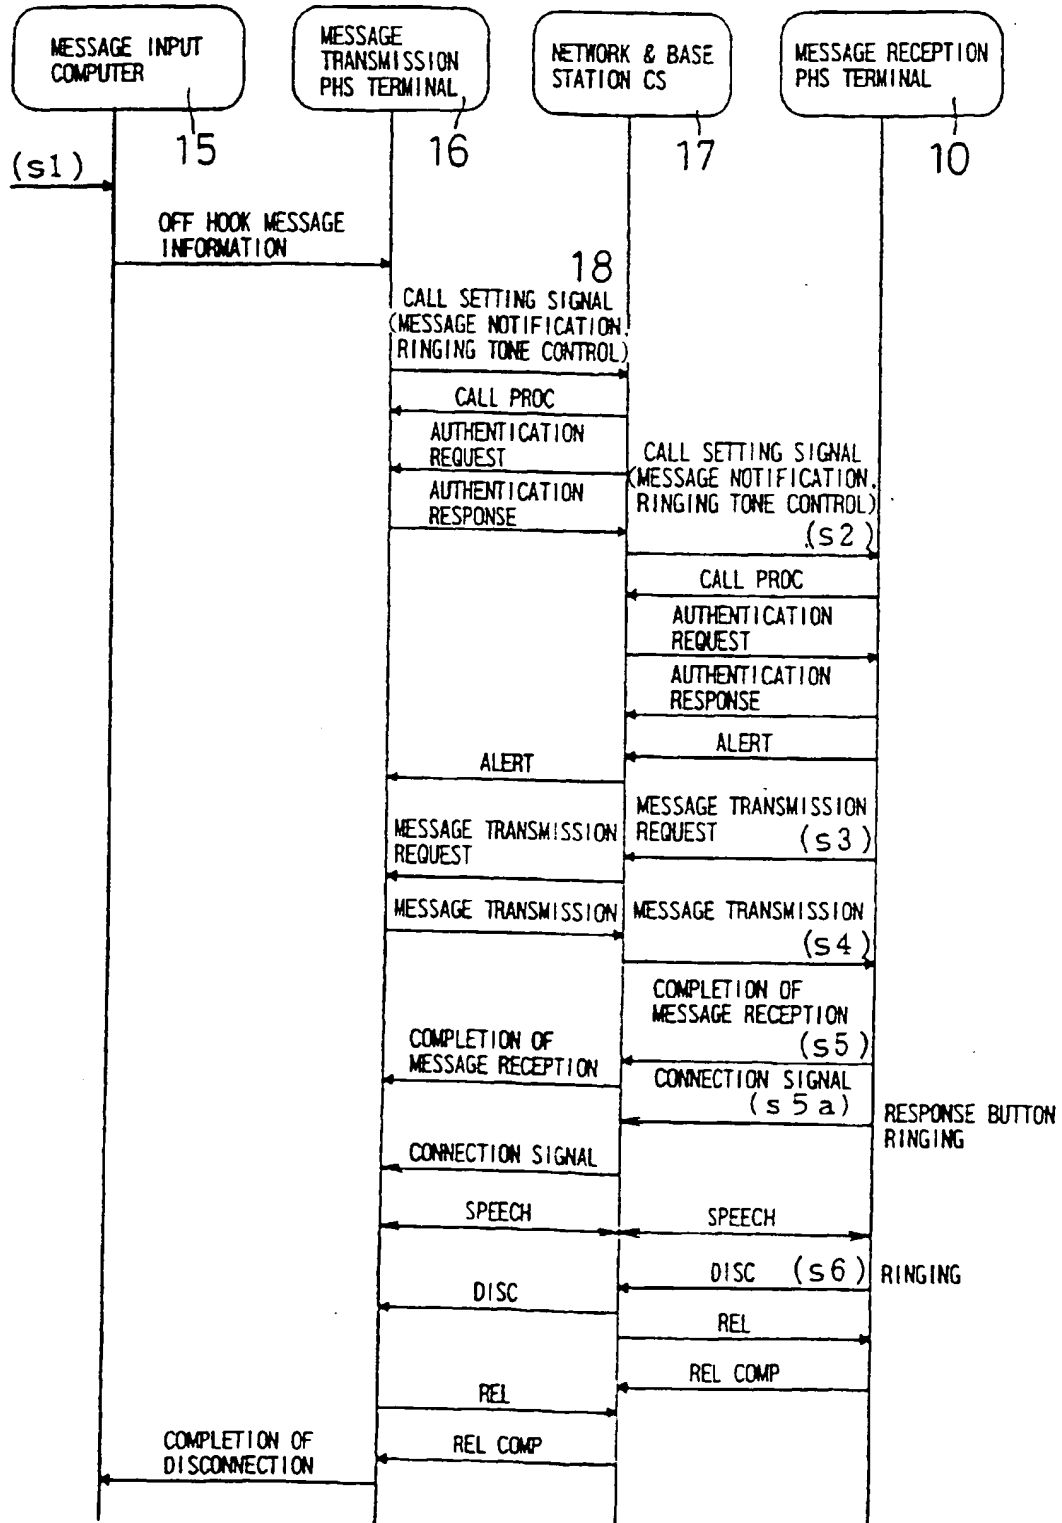 MESSAGE INPUT
COMPUTER
MESSAGE
TRANSMISSION
PHS TERMINAL
NETWORK & BASE
STATION CS
MESSAGE RECEPTION
PHS TERMINAL
15
16
17
10
(s1)
OFF HOOK MESSAGE
INFORMATION
18
CALL SETTING SIGNAL
(MESSAGE NOTIFICATION.
RINGING TONE CONTROL)
CALL PROC
AUTHENTICATION
REQUEST
AUTHENTICATION
RESPONSE
CALL SETTING SIGNAL
(MESSAGE NOTIFICATION.
RINGING TONE CONTROL)
(s2)
CALL PROC
AUTHENTICATION
REQUEST
AUTHENTICATION
RESPONSE
ALERT
ALERT
MESSAGE TRANSMISSION
REQUEST
(s3)
MESSAGE TRANSMISSION
REQUEST
MESSAGE TRANSMISSION
MESSAGE TRANSMISSION
(s4)
COMPLETION OF
MESSAGE RECEPTION
(s5)
COMPLETION OF
MESSAGE RECEPTION
CONNECTION SIGNAL
(s5a)
RESPONSE BUTTON
RINGING
CONNECTION SIGNAL
SPEECH
SPEECH
DISC (s6) RINGING
DISC
REL
REL COMP
REL
REL COMP
COMPLETION OF
DISCONNECTION